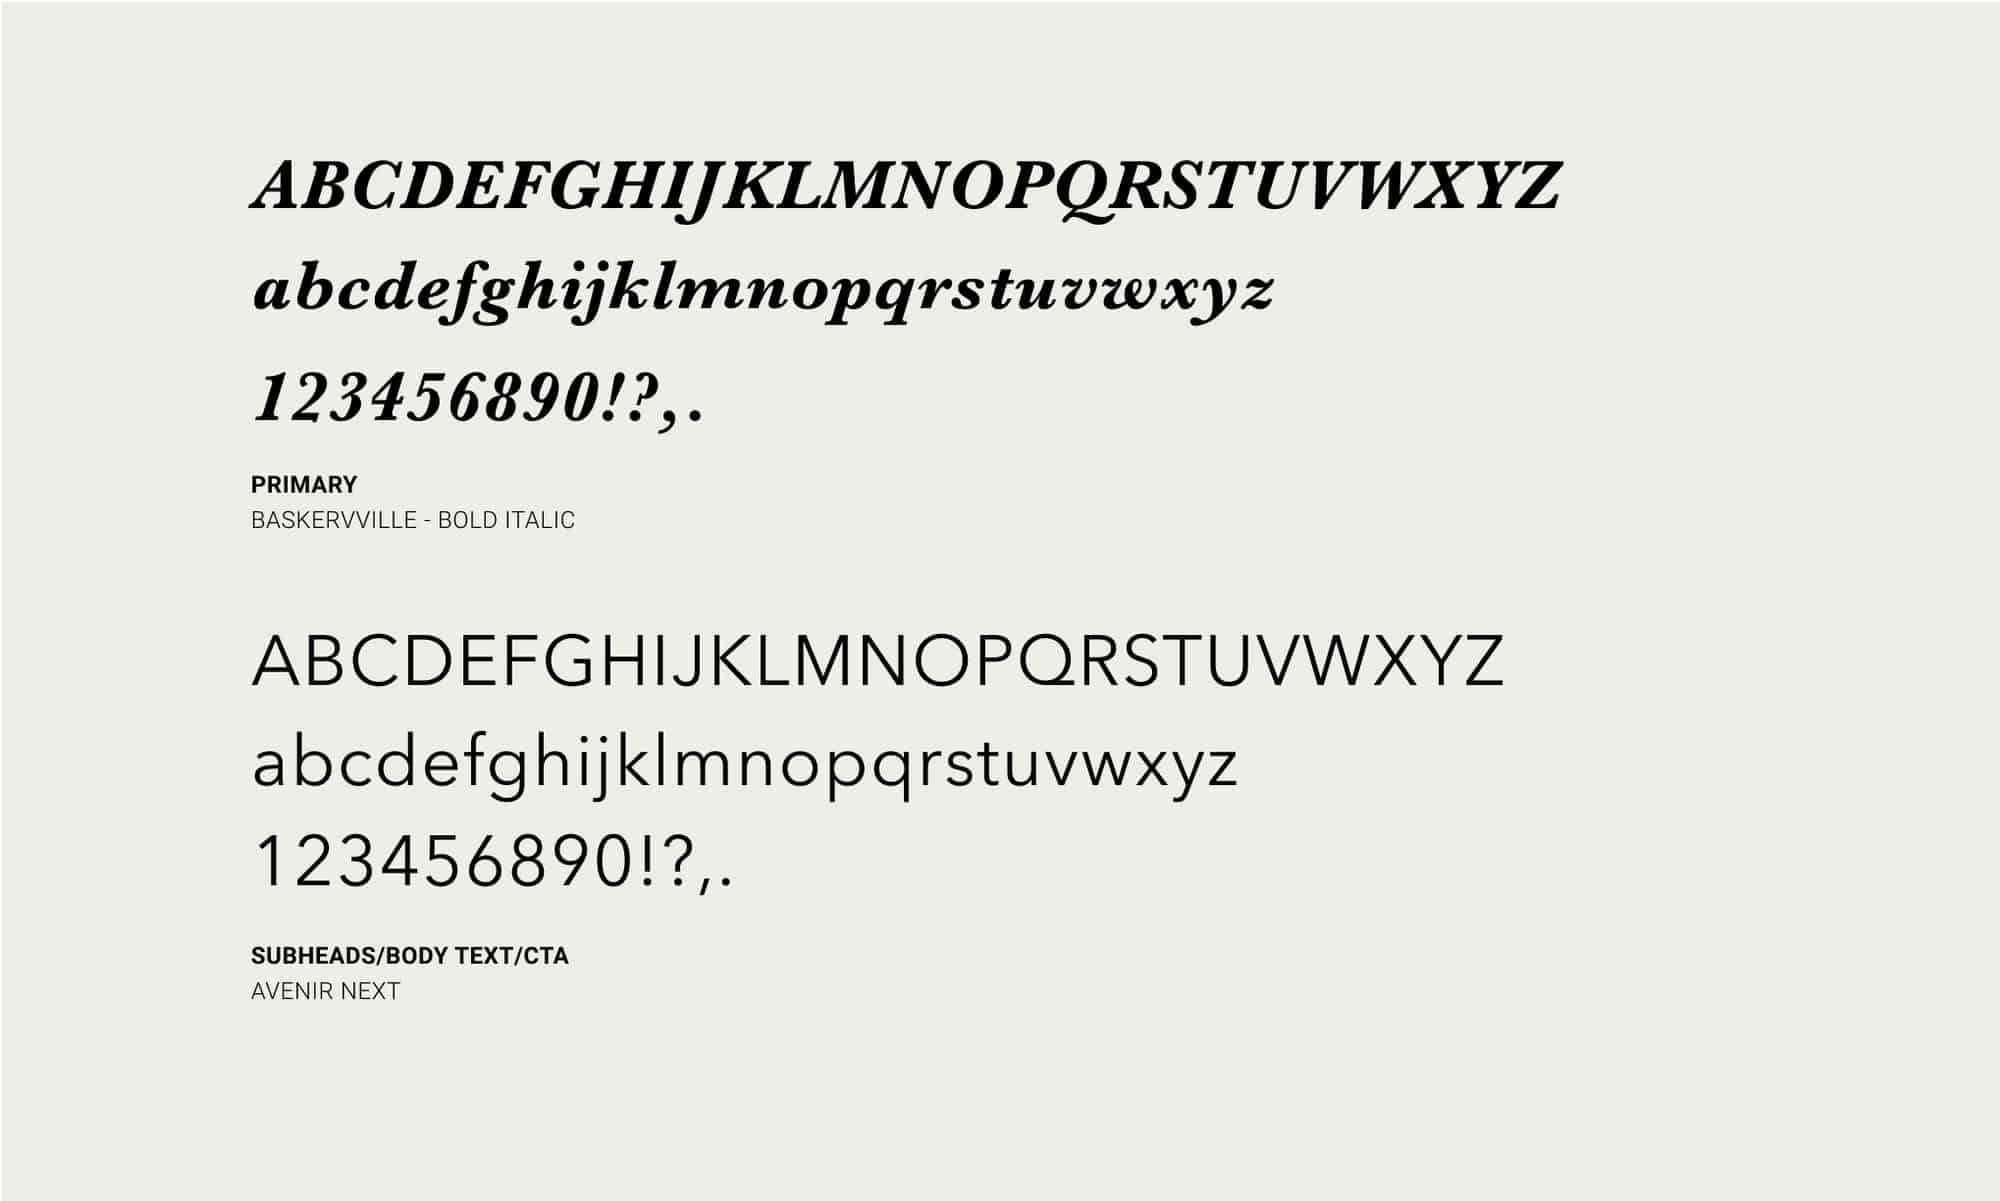 ABCDEFGHIJKLMNOPQRSTUVWXYZ
abcdefghijklmnopqrstuvwxyz
123456890!?,.
PRIMARY
BASKERVVILLE - BOLD ITALIC
ABCDEFGHIJKLMNOPQRSTUVWXYZ
abcdefghijklmnopqrstuvwxyz
123456890!?,.
SUBHEADS/BODY TEXT/CTA
AVENIR NEXT